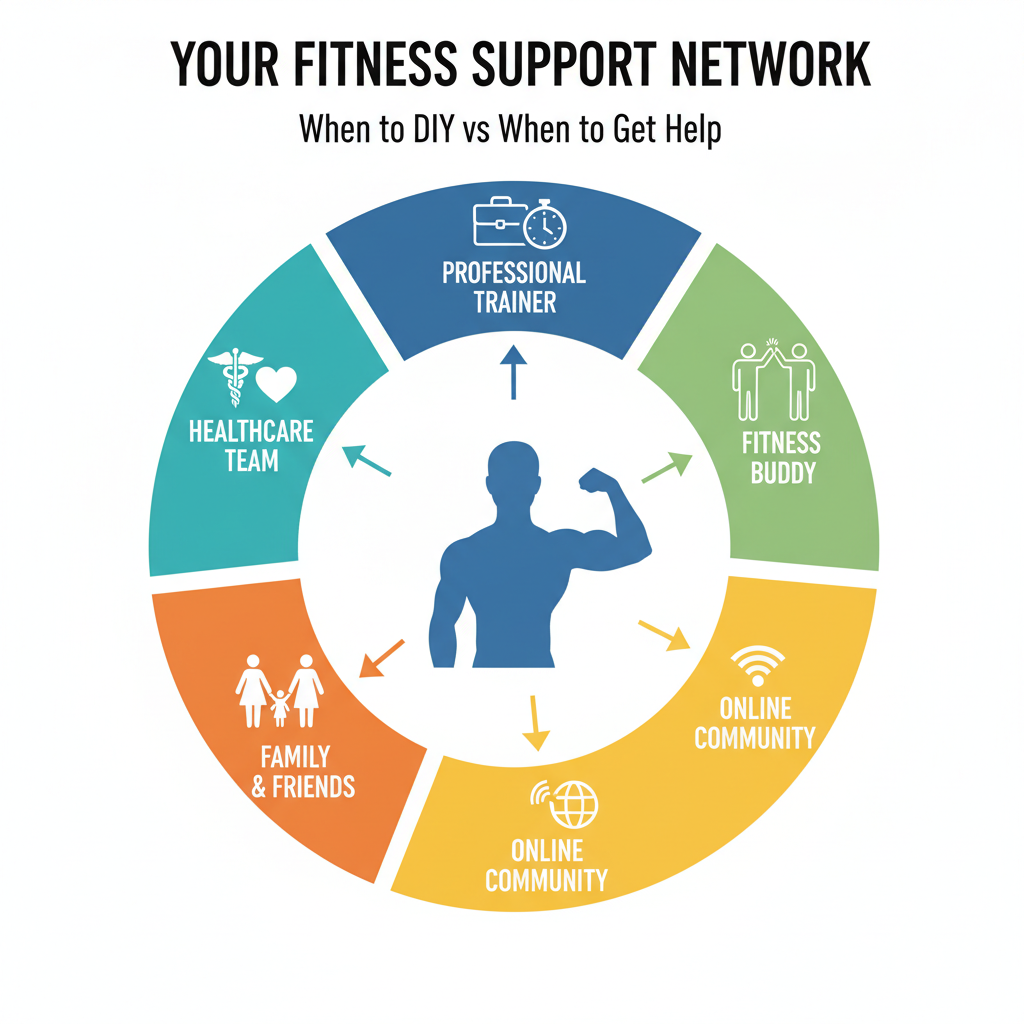 YOUR FITNESS SUPPORT NETWORK
When to DIY vs When to Get Help
PROFESSIONAL
TRAINER
FITNESS
BUDDY
ONLINE
COMMUNITY
ONLINE
COMMUNITY
FAMILY
& FRIENDS
HEALTHCARE
TEAM